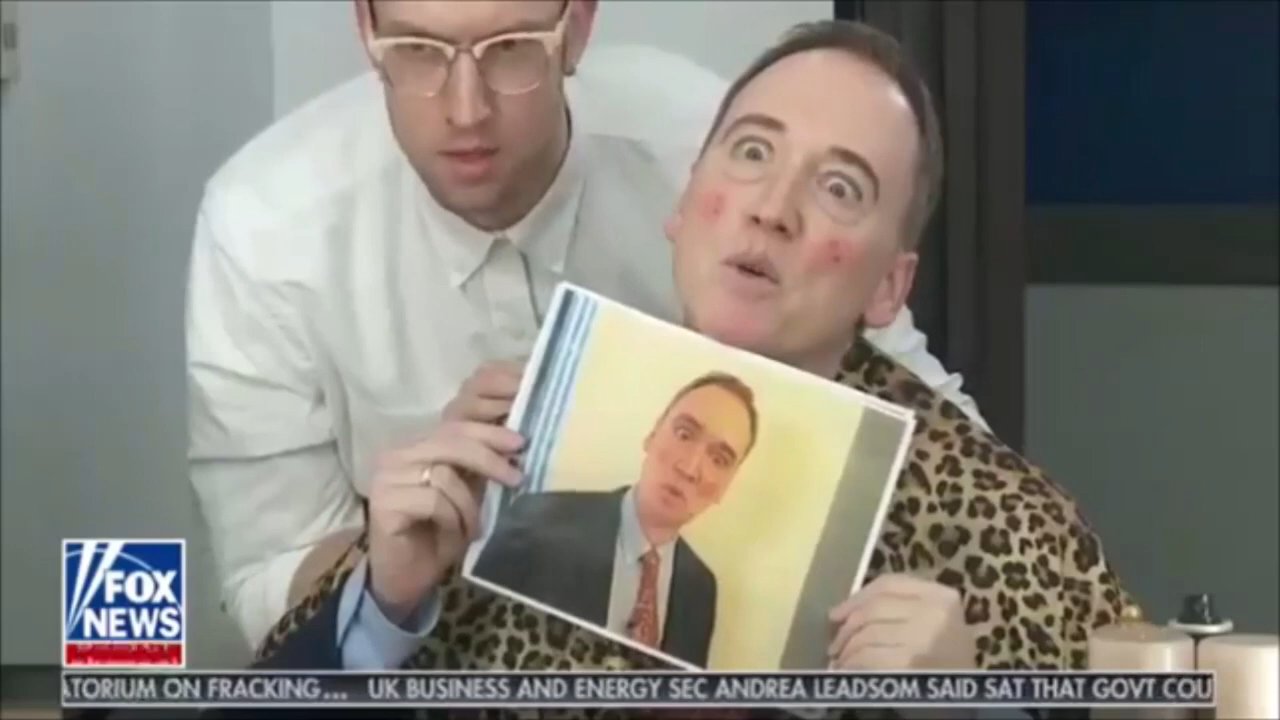 FOX
NEWS
ATORIUM ON FRACKING... UK BUSINESS AND ENERGY SEC ANDREA LEADSOM SAID SAT THAT GOVT COU